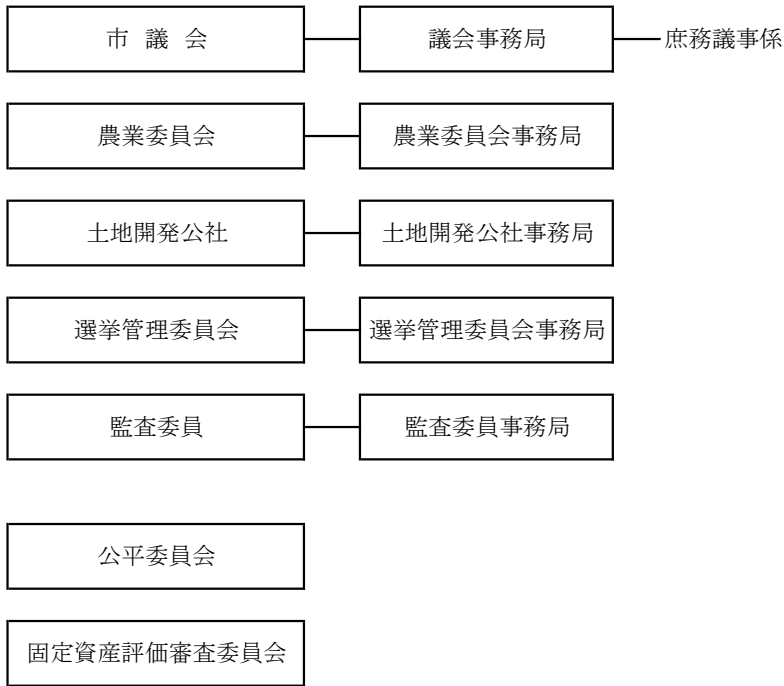 市 議 会 議会事務局 庶務議事係
農業委員会 農業委員会事務局
土地開発公社 土地開発公社事務局
選挙管理委員会 選挙管理委員会事務局
監査委員 監査委員事務局
公平委員会
固定資産評価審査委員会